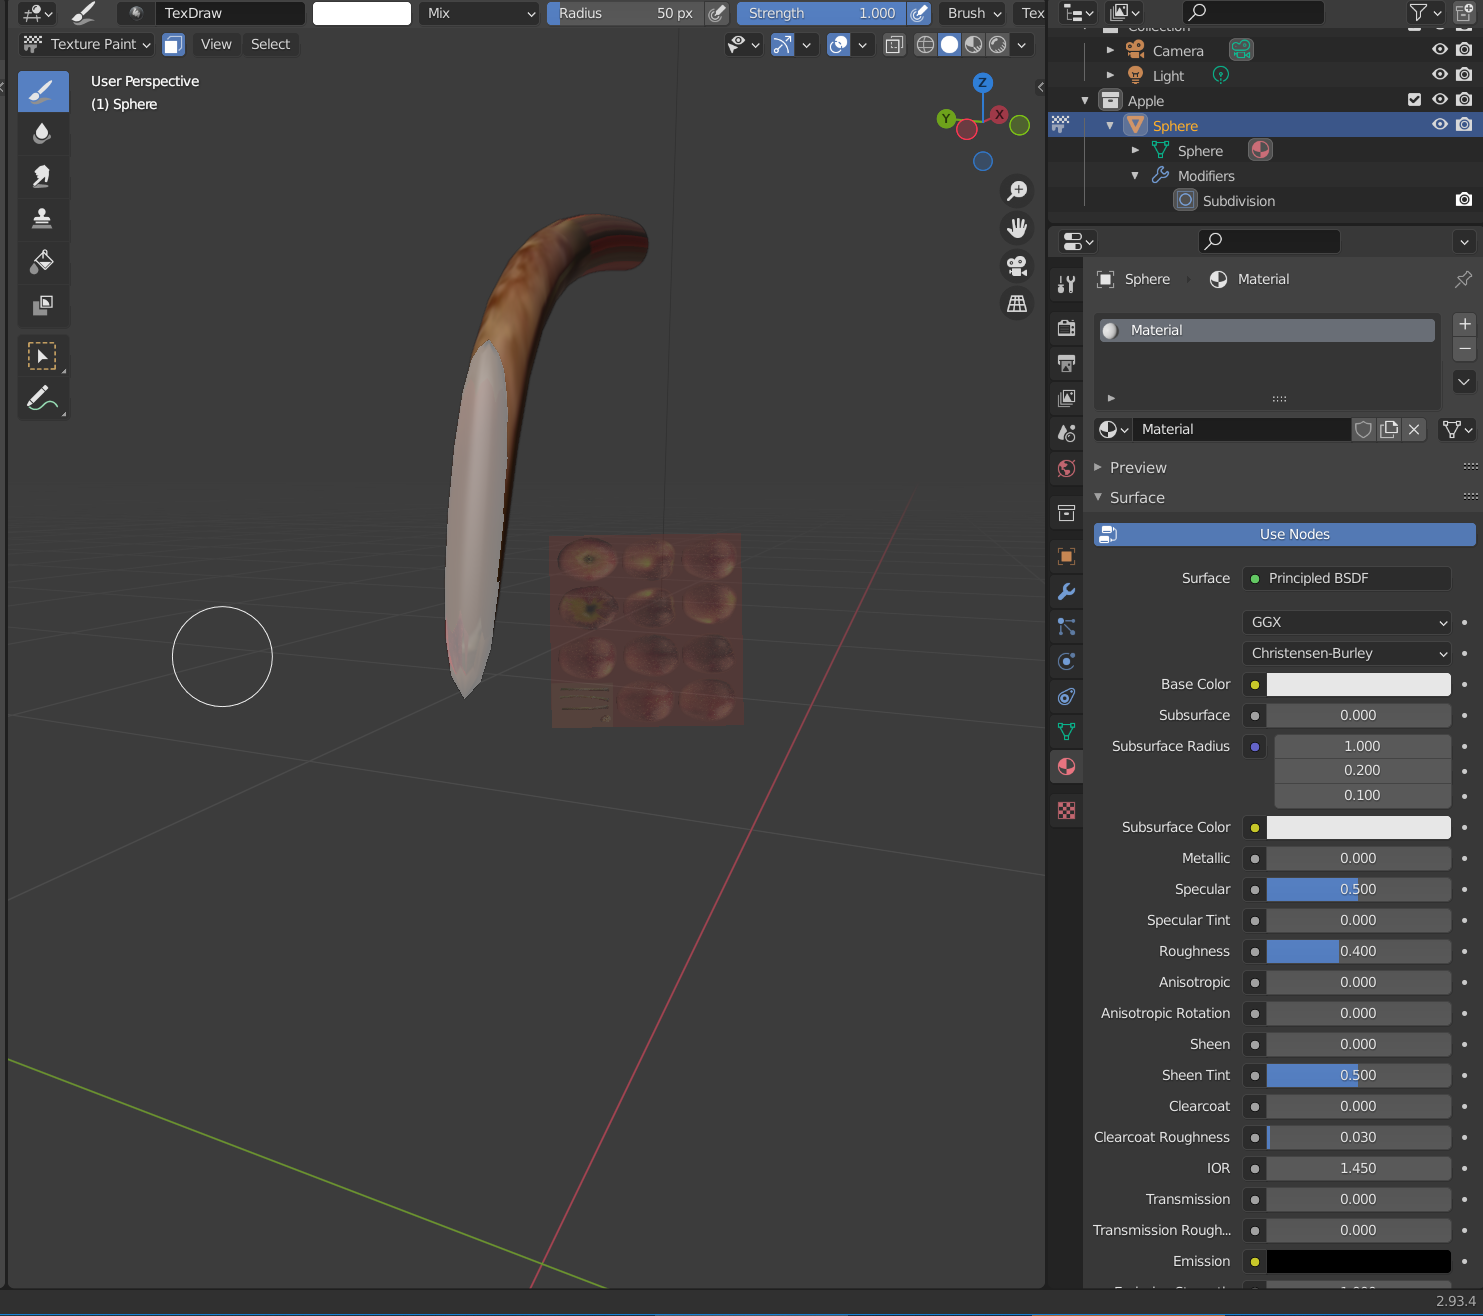 TexDraw
Mix
Radius 50 px
Strength 1.000
Brush
Tex
Texture Paint View Select
User Perspective
(1) Sphere
Z
Y
X
Collection
Camera
Light
Apple
Sphere
Sphere
Modifiers
Subdivision
Sphere Material
Material
Material
Preview
Surface
Use Nodes
Surface Principled BSDF
GGX
Christensen-Burley
Base Color
Subsurface 0.000
Subsurface Radius 1.000
0.200
0.100
Subsurface Color
Metallic 0.000
Specular 0.500
Specular Tint 0.000
Roughness 0.400
Anisotropic 0.000
Anisotropic Rotation 0.000
Sheen 0.000
Sheen Tint 0.500
Clearcoat 0.000
Clearcoat Roughness 0.030
IOR 1.450
Transmission 0.000
Transmission Rough... 0.000
Emission
2.93.4